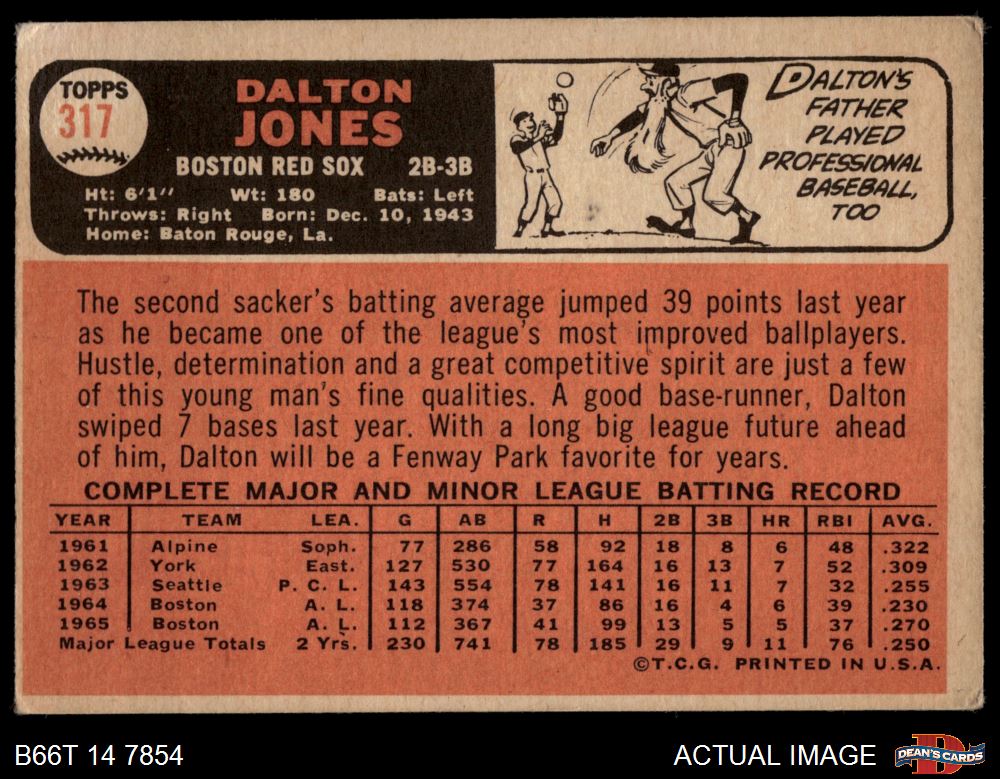 TOPPS
317
DALTON
JONES
BOSTON RED SOX 2B-3B
Ht: 6'1" Wt: 180 Bats: Left
Throws: Right Born: Dec. 10, 1943
Home: Baton Rouge, La.
DALTON'S
FATHER
PLAYED
PROFESSIONAL
BASEBALL,
TOO
The second sacker's batting average jumped 39 points last year
as he became one of the league's most improved ballplayers.
Hustle, determination and a great competitive spirit are just a few
of this young man's fine qualities. A good base-runner, Dalton
swiped 7 bases last year. With a long big league future ahead
of him, Dalton will be a Fenway Park favorite for years.
COMPLETE MAJOR AND MINOR LEAGUE BATTING RECORD
YEAR TEAM LEA. G AB R H 2B 3B HR RBI AVG.
1961 Alpine Soph. 77 286 58 92 18 8 6 48 .322
1962 York East. 127 530 77 164 16 13 7 52 .309
1963 Seattle P. C. L. 143 554 78 141 16 11 7 32 .255
1964 Boston A. L. 118 374 37 86 16 4 6 39 .230
1965 Boston A. L. 112 367 41 99 13 5 5 37 .270
Major League Totals 2 Yrs. 230 741 78 185 29 9 11 76 .250
©T.C.G. PRINTED IN U.S.A.
B66T 14 7854 ACTUAL IMAGE
DEAN'S CARDS